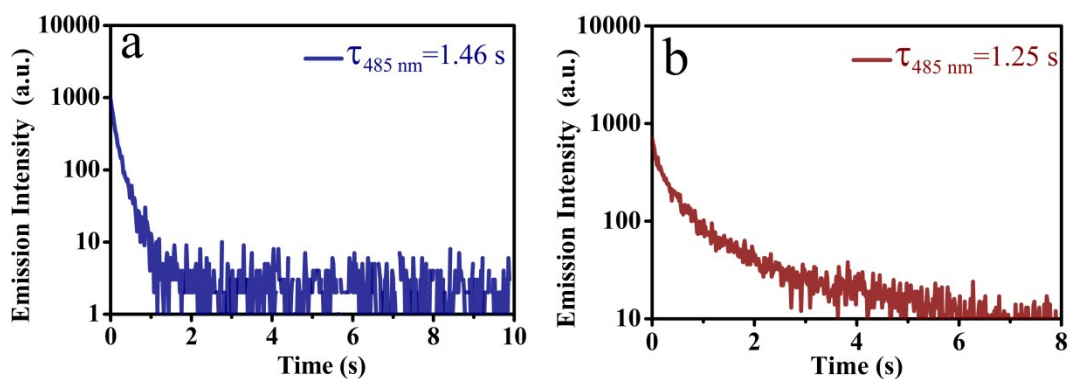 a
τ485 nm=1.46 s
Emission Intensity (a.u.)
10000
1000
100
10
1
0 2 4 6 8 10
Time (s)
b
τ485 nm=1.25 s
Emission Intensity (a.u.)
10000
1000
100
10
0 2 4 6 8
Time (s)